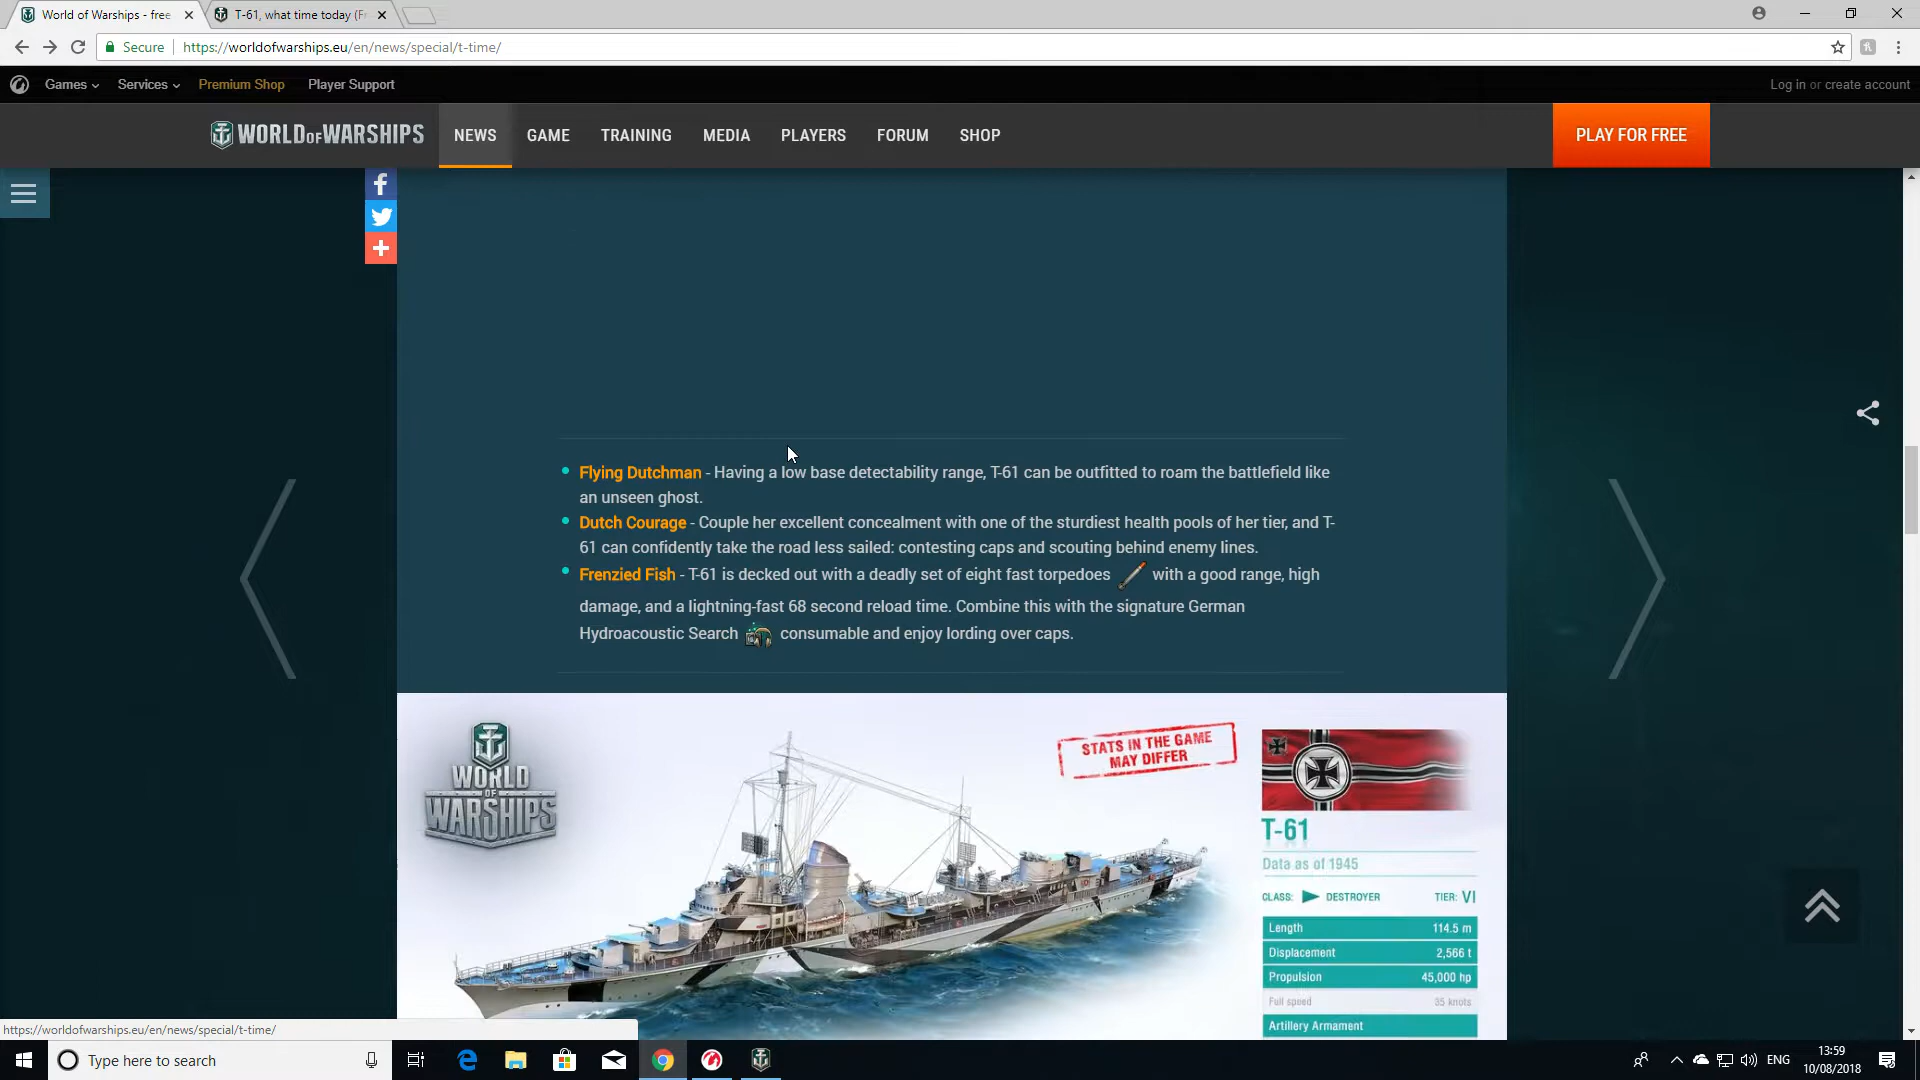 World of Warships - free
T-61, what time today (Fr
Secure
https://worldofwarships.eu/en/news/special/t-time/
Games
Services
Premium Shop
Player Support
Log in or create account
WORLD OF WARSHIPS
NEWS
GAME
TRAINING
MEDIA
PLAYERS
FORUM
SHOP
PLAY FOR FREE
Flying Dutchman - Having a low base detectability range, T-61 can be outfitted to roam the battlefield like
an unseen ghost.
Dutch Courage - Couple her excellent concealment with one of the sturdiest health pools of her tier, and T-
61 can confidently take the road less sailed: contesting caps and scouting behind enemy lines.
Frenzied Fish - T-61 is decked out with a deadly set of eight fast torpedoes with a good range, high
damage, and a lightning-fast 68 second reload time. Combine this with the signature German
Hydroacoustic Search consumable and enjoy lording over caps.
WORLD
OF
WARSHIPS
STATS IN THE GAME
MAY DIFFER
T-61
Data as of 1945
CLASS: DESTROYER TIER: VI
Length 114.5 m
Displacement 2,566 t
Propulsion 45,000 hp
Full speed 35 knots
Artillery Armament
https://worldofwarships.eu/en/news/special/t-time/
Type here to search
ENG
13:59
10/08/2018